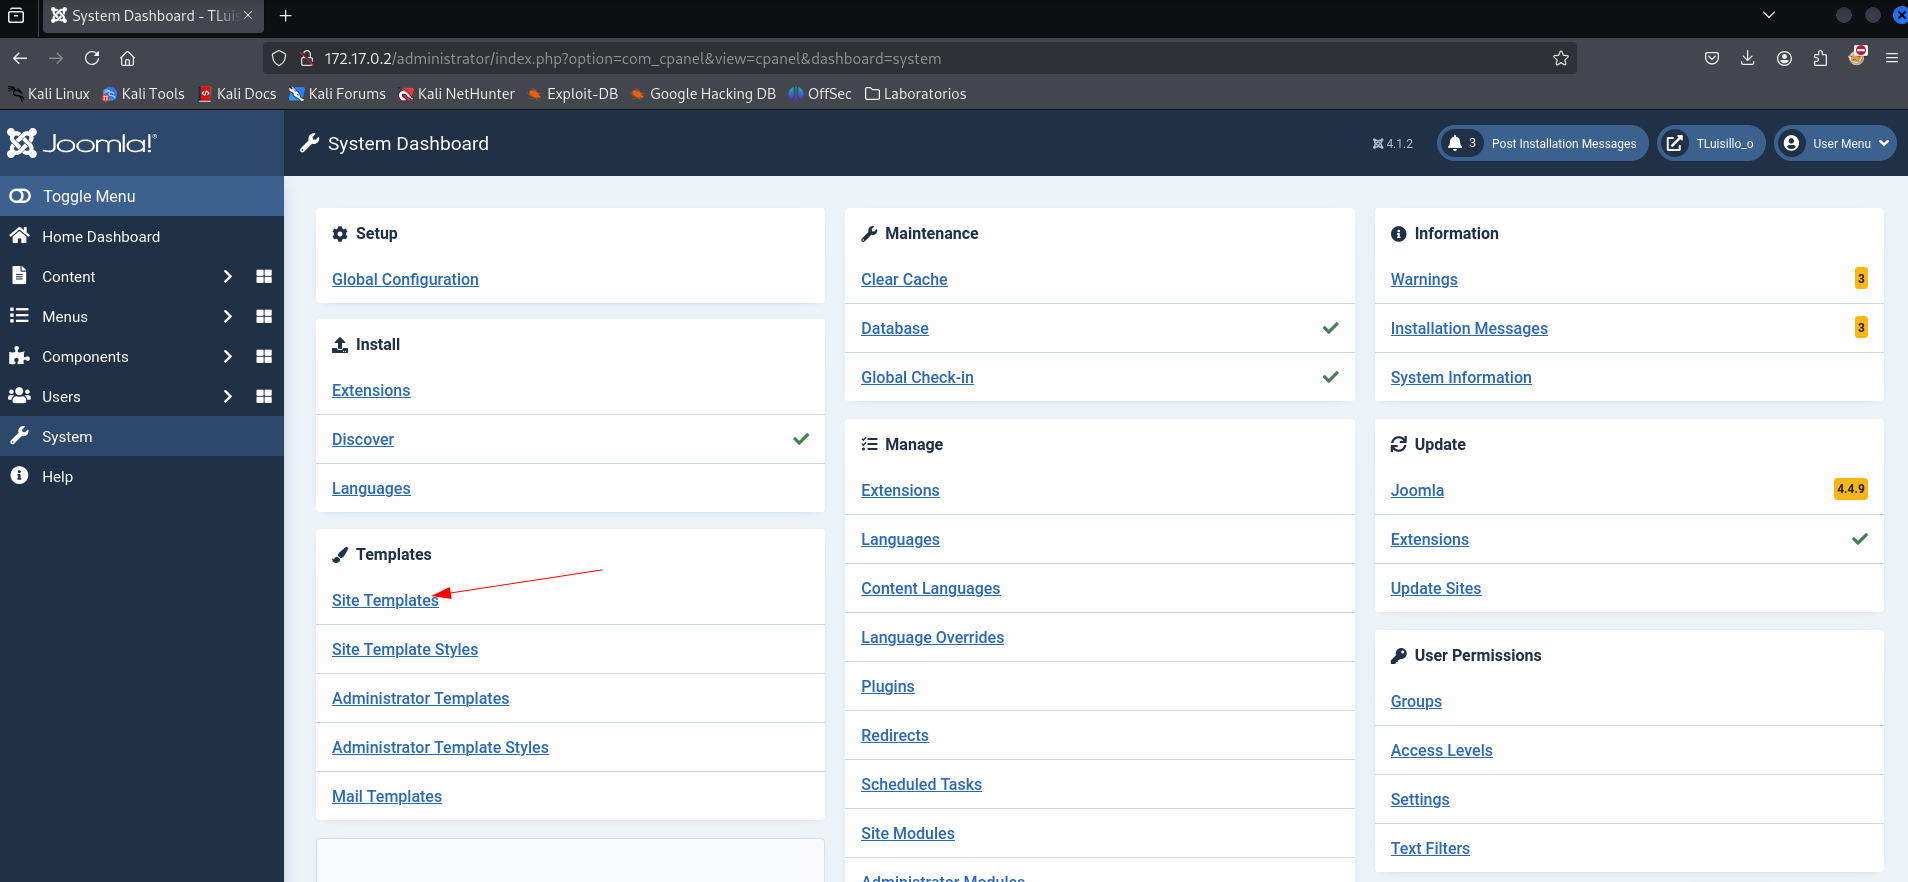 System Dashboard - TLuis
172.17.0.2/administrator/index.php?option=com_cpanel&view=cpanel&dashboard=system
Kali Linux
Kali Tools
Kali Docs
Kali Forums
Kali NetHunter
Exploit-DB
Google Hacking DB
OffSec
Laboratorios
Joomla!®
System Dashboard
4.1.2
3
Post Installation Messages
TLuisillo_o
User Menu
Toggle Menu
Home Dashboard
Content
Menus
Components
Users
System
Help
Setup
Global Configuration
Install
Extensions
Discover
Languages
Templates
Site Templates
Site Template Styles
Administrator Templates
Administrator Template Styles
Mail Templates
Maintenance
Clear Cache
Database
Global Check-in
Manage
Extensions
Languages
Content Languages
Language Overrides
Plugins
Redirects
Scheduled Tasks
Site Modules
Administrator Modules
Information
Warnings
3
Installation Messages
3
System Information
Update
Joomla
4.4.9
Extensions
Update Sites
User Permissions
Groups
Access Levels
Settings
Text Filters